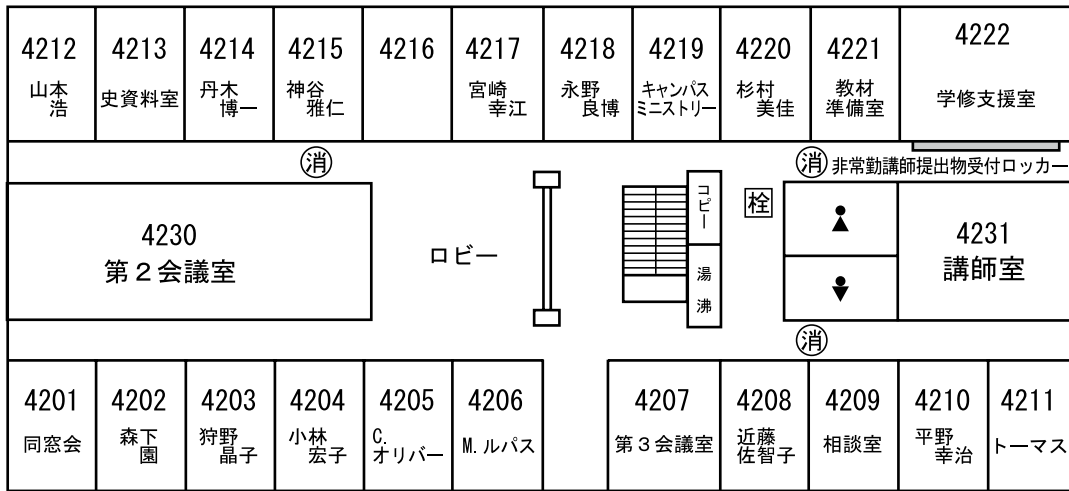 4212
山本
浩
4213
史資料室
4214
丹木
博一
4215
神谷
雅仁
4216
4217
宮崎
幸江
4218
永野
良博
4219
キャンパス
ミニストリー
4220
杉村
美佳
4221
教材
準備室
4222
学修支援室
消
消
非常勤講師提出物受付ロッカー
4230
第２会議室
ロビー
コピー
湯沸
栓
4231
講師室
消
4201
同窓会
4202
森下
園
4203
狩野
晶子
4204
小林
宏子
4205
C.
オリバー
4206
M.ルパス
4207
第３会議室
4208
近藤
佐智子
4209
相談室
4210
平野
幸治
4211
トーマス